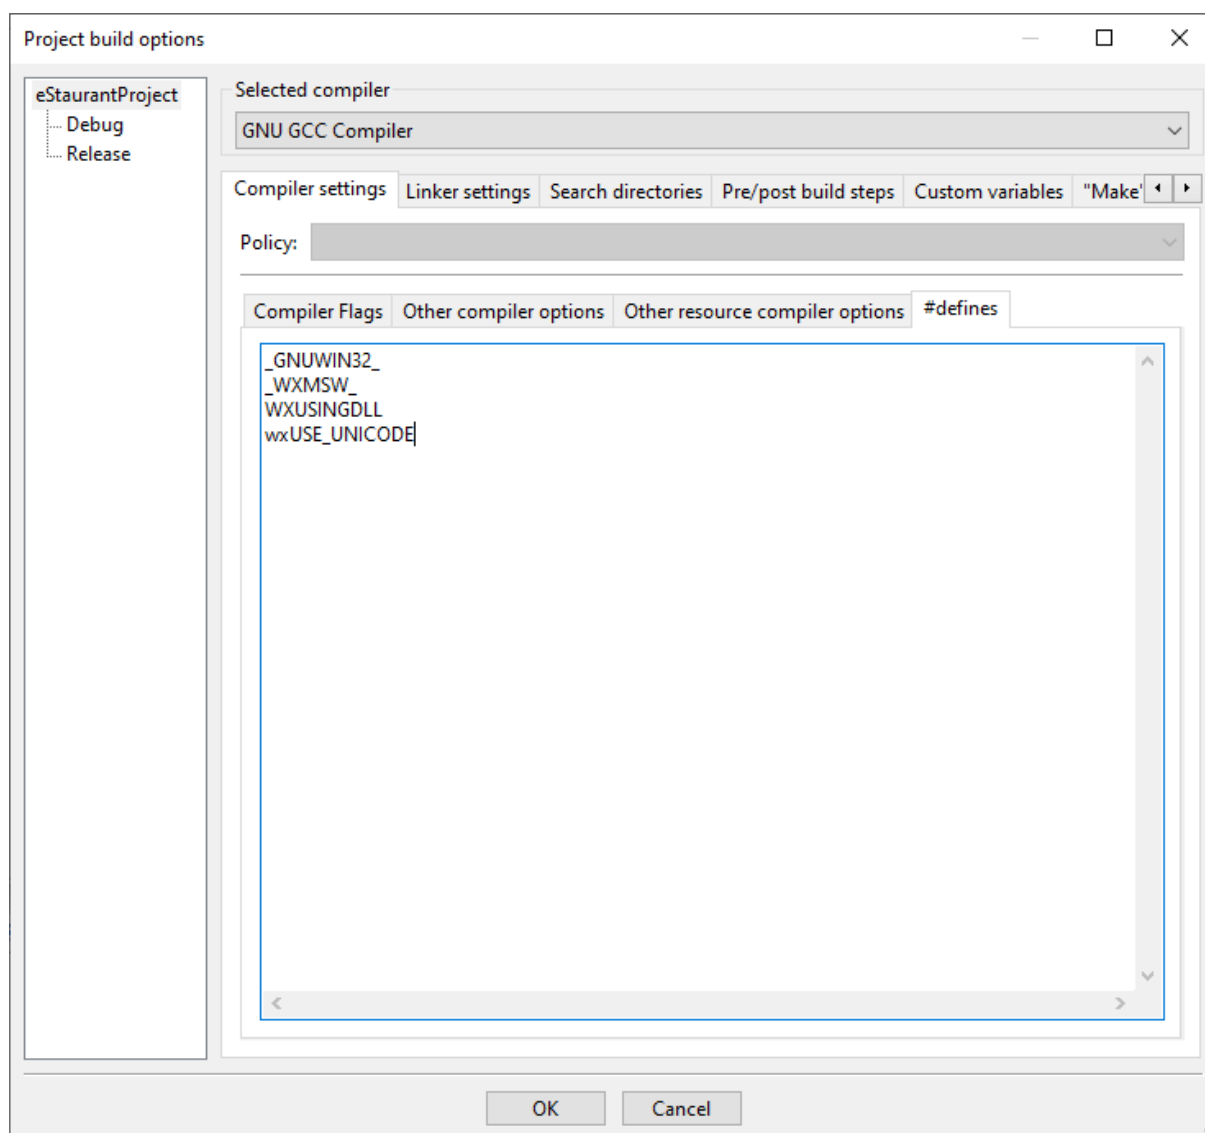 Project build options
eStaurantProject
Debug
Release
Selected compiler
GNU GCC Compiler
Compiler settings
Linker settings
Search directories
Pre/post build steps
Custom variables
"Make"
Policy:
Compiler Flags
Other compiler options
Other resource compiler options
#defines
_GNUWIN32_
_WXMSW_
WXUSINGDLL
wxUSE_UNICODE
OK
Cancel